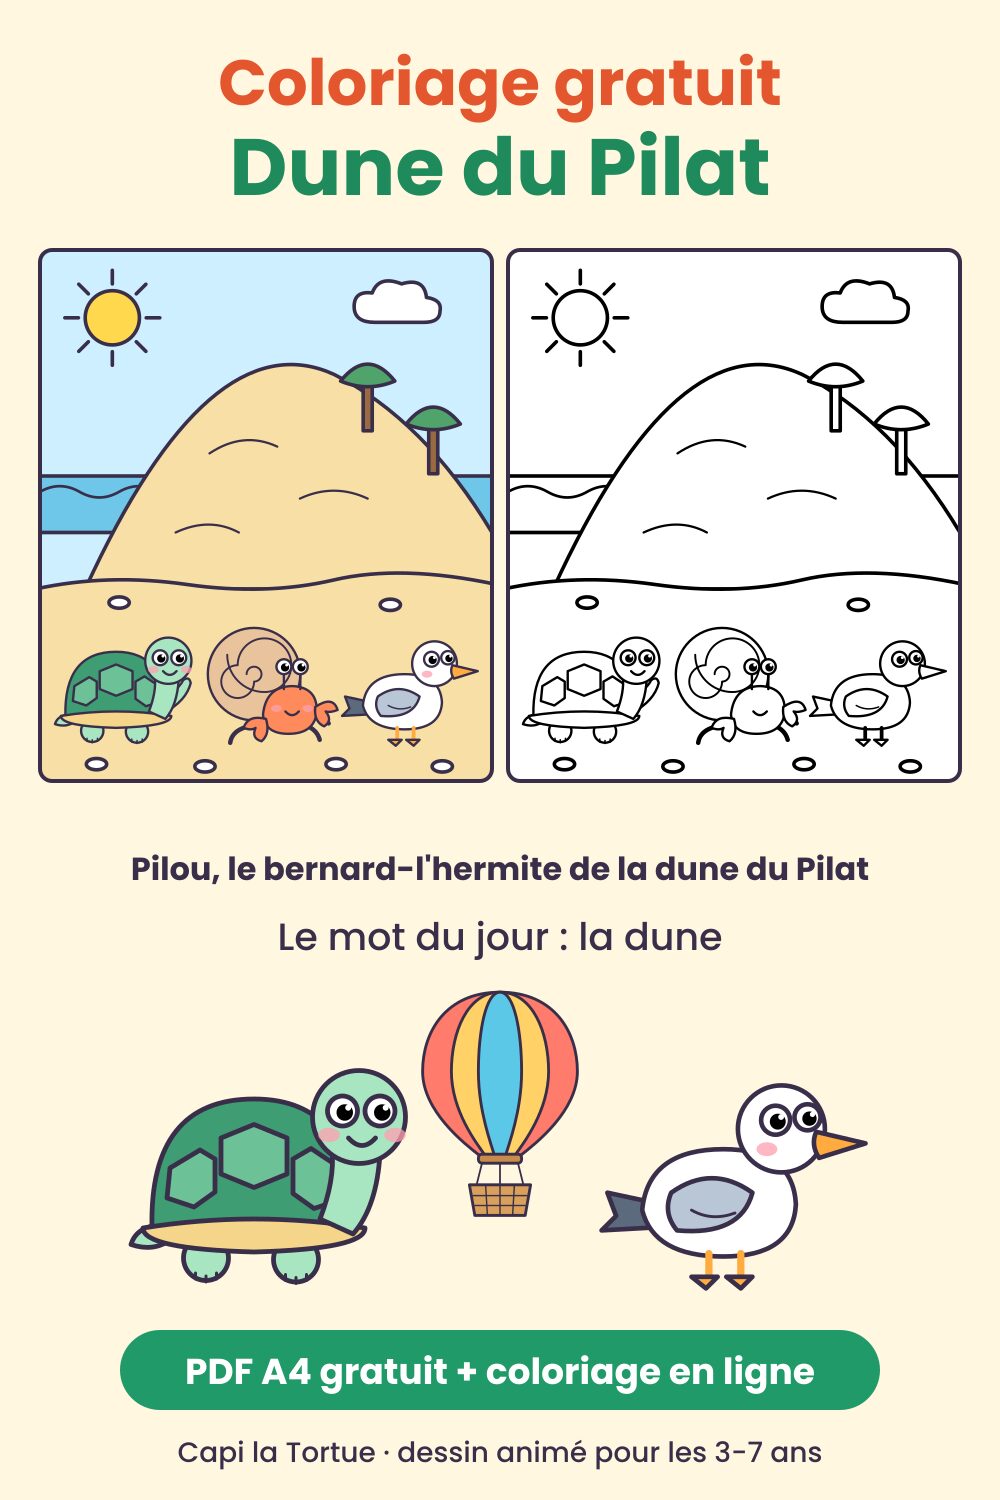 Coloriage gratuit
Dune du Pilat
Pilou, le bernard-l'hermite de la dune du Pilat
Le mot du jour : la dune
PDF A4 gratuit + coloriage en ligne
Capi la Tortue · dessin animé pour les 3-7 ans